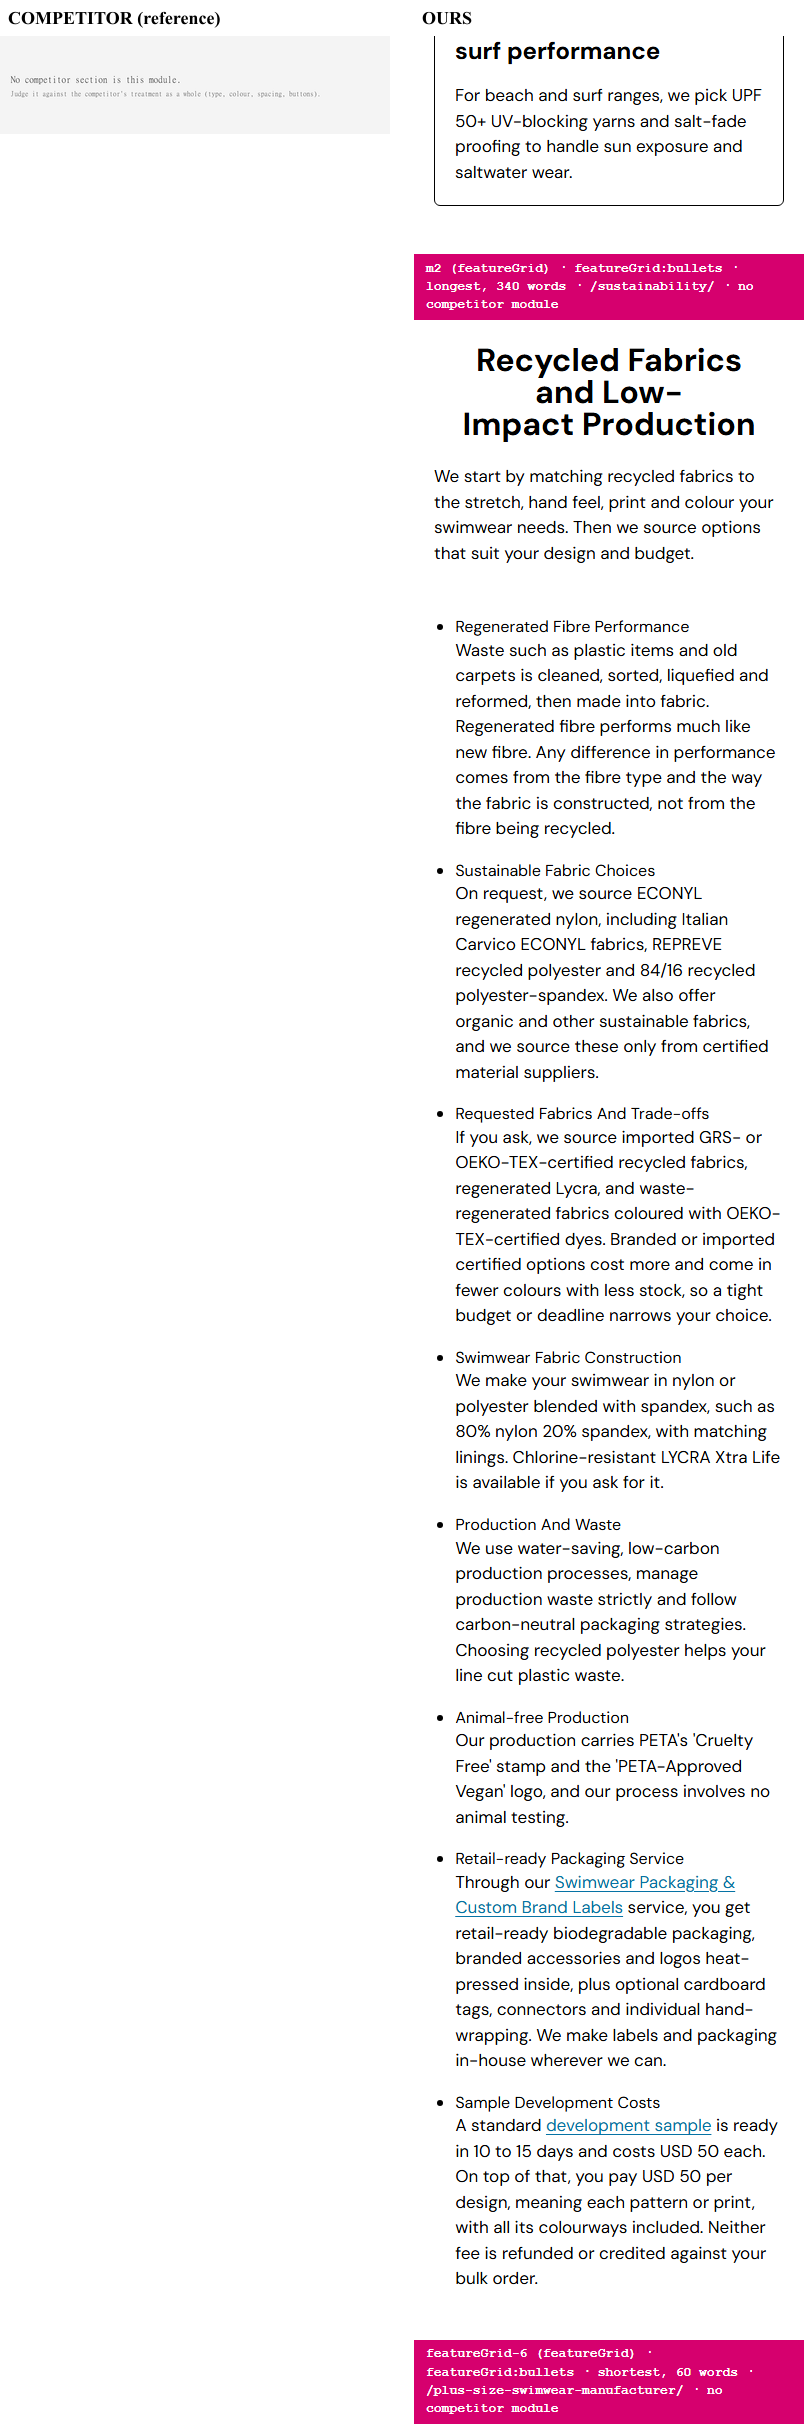 COMPETITOR (reference)
OURS
No competitor section is this module.
Judge it against the competitor's treatment as a whole (type, colour, spacing, buttons).
surf performance
For beach and surf ranges, we pick UPF
50+ UV-blocking yarns and salt-fade
proofing to handle sun exposure and
saltwater wear.
m2 (featureGrid) · featureGrid:bullets ·
longest, 340 words · /sustainability/ · no
competitor module
Recycled Fabrics
and Low-
Impact Production
We start by matching recycled fabrics to
the stretch, hand feel, print and colour your
swimwear needs. Then we source options
that suit your design and budget.
• Regenerated Fibre Performance
Waste such as plastic items and old
carpets is cleaned, sorted, liquefied and
reformed, then made into fabric.
Regenerated fibre performs much like
new fibre. Any difference in performance
comes from the fibre type and the way
the fabric is constructed, not from the
fibre being recycled.
• Sustainable Fabric Choices
On request, we source ECONYL
regenerated nylon, including Italian
Carvico ECONYL fabrics, REPREVE
recycled polyester and 84/16 recycled
polyester-spandex. We also offer
organic and other sustainable fabrics,
and we source these only from certified
material suppliers.
• Requested Fabrics And Trade-offs
If you ask, we source imported GRS- or
OEKO-TEX-certified recycled fabrics,
regenerated Lycra, and waste-
regenerated fabrics coloured with OEKO-
TEX-certified dyes. Branded or imported
certified options cost more and come in
fewer colours with less stock, so a tight
budget or deadline narrows your choice.
• Swimwear Fabric Construction
We make your swimwear in nylon or
polyester blended with spandex, such as
80% nylon 20% spandex, with matching
linings. Chlorine-resistant LYCRA Xtra Life
is available if you ask for it.
• Production And Waste
We use water-saving, low-carbon
production processes, manage
production waste strictly and follow
carbon-neutral packaging strategies.
Choosing recycled polyester helps your
line cut plastic waste.
• Animal-free Production
Our production carries PETA's 'Cruelty
Free' stamp and the 'PETA-Approved
Vegan' logo, and our process involves no
animal testing.
• Retail-ready Packaging Service
Through our Swimwear Packaging &
Custom Brand Labels service, you get
retail-ready biodegradable packaging,
branded accessories and logos heat-
pressed inside, plus optional cardboard
tags, connectors and individual hand-
wrapping. We make labels and packaging
in-house wherever we can.
• Sample Development Costs
A standard development sample is ready
in 10 to 15 days and costs USD 50 each.
On top of that, you pay USD 50 per
design, meaning each pattern or print,
with all its colourways included. Neither
fee is refunded or credited against your
bulk order.
featureGrid-6 (featureGrid) ·
featureGrid:bullets · shortest, 60 words ·
/plus-size-swimwear-manufacturer/ · no
competitor module